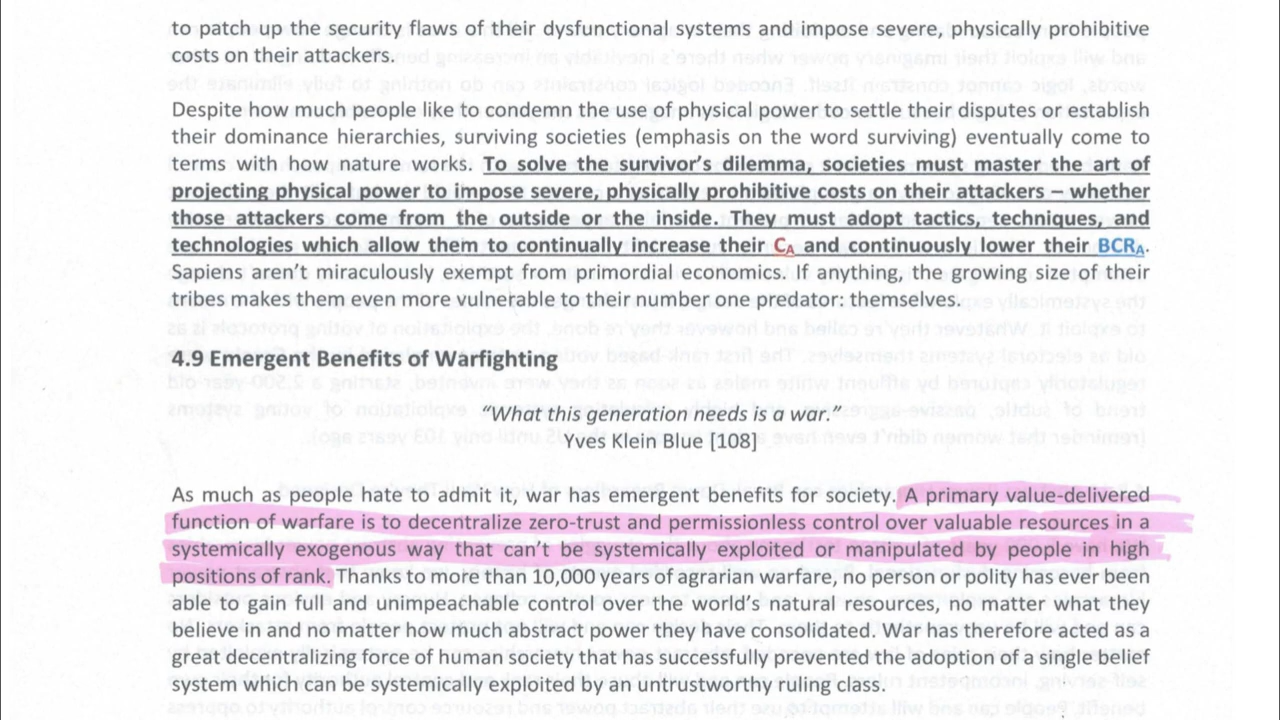 to patch up the security flaws of their dysfunctional systems and impose severe, physically prohibitive
costs on their attackers.
Despite how much people like to condemn the use of physical power to settle their disputes or establish
their dominance hierarchies, surviving societies (emphasis on the word surviving) eventually come to
terms with how nature works. To solve the survivor's dilemma, societies must master the art of
projecting physical power to impose severe, physically prohibitive costs on their attackers – whether
those attackers come from the outside or the inside. They must adopt tactics, techniques, and
technologies which allow them to continually increase their CA and continuously lower their BCRA.
Sapiens aren't miraculously exempt from primordial economics. If anything, the growing size of their
tribes makes them even more vulnerable to their number one predator: themselves.
4.9 Emergent Benefits of Warfighting
"What this generation needs is a war."
Yves Klein Blue [108]
As much as people hate to admit it, war has emergent benefits for society. A primary value-delivered
function of warfare is to decentralize zero-trust and permissionless control over valuable resources in a
systemically exogenous way that can't be systemically exploited or manipulated by people in high
positions of rank. Thanks to more than 10,000 years of agrarian warfare, no person or polity has ever been
able to gain full and unimpeachable control over the world's natural resources, no matter what they
believe in and no matter how much abstract power they have consolidated. War has therefore acted as a
great decentralizing force of human society that has successfully prevented the adoption of a single belief
system which can be systemically exploited by an untrustworthy ruling class.